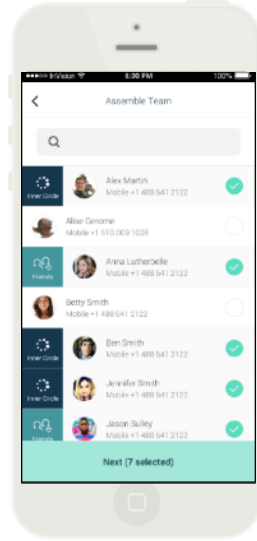 InVision 8:00 PM 100%
Assemble Team
Alex Martin
Mobile +1 488 641 2122
Inner Circle
Alise Gerome
Mobile +1 510 009 1028
Anna Lutherbelle
Mobile +1 488 641 2122
Friends
Betty Smith
Mobile +1 488 641 2122
Ben Smith
Mobile +1 488 641 2122
Inner Circle
Jennifer Smith
Mobile +1 488 641 2122
Inner Circle
Jason Sulley
Mobile +1 488 641 2122
Friends
Next (7 selected)